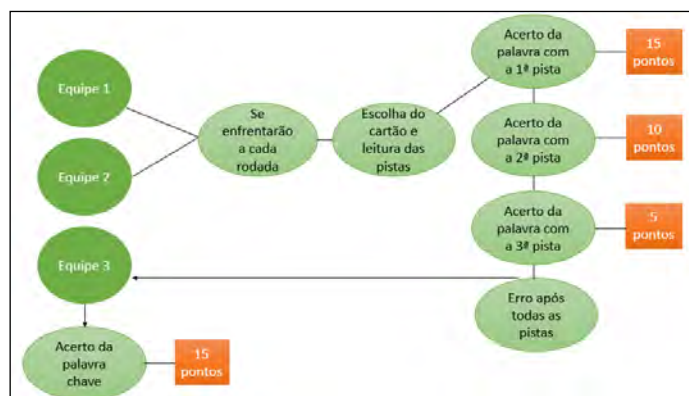 Equipe 1
Equipe 2
Equipe 3
Acerto da
palavra
chave
15
pontos
Se
enfrentarão
a cada
rodada
Escolha do
cartão e
leitura das
pistas
Acerto da
palavra com
a 1ª pista
15
pontos
Acerto da
palavra com
a 2ª pista
10
pontos
Acerto da
palavra com
a 3ª pista
5
pontos
Erro após
todas as
pistas